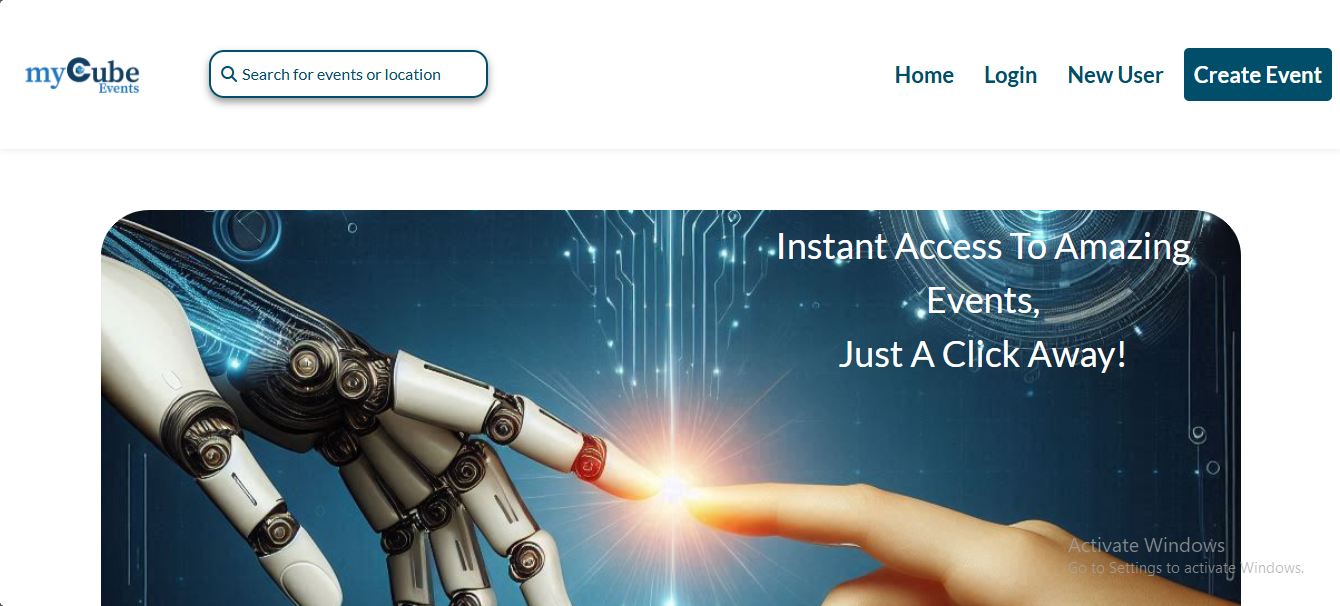 myCube
Events
Search for events or location
Home
Login
New User
Create Event
Instant Access To Amazing
Events,
Just A Click Away!
Activate Windows
Go to Settings to activate Windows.